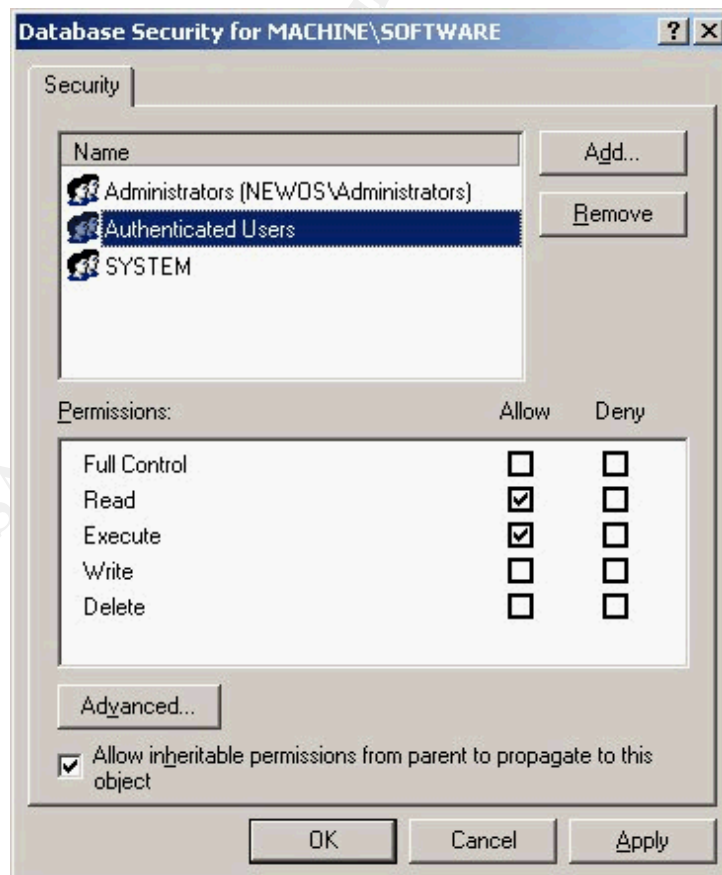 Database Security for MACHINE\SOFTWARE
Security
Name
Add...
Administrators (NEWOS\Administrators)
Remove
Authenticated Users
SYSTEM
Permissions:
Allow Deny
Full Control
Read
Execute
Write
Delete
Advanced...
Allow inheritable permissions from parent to propagate to this
object
OK Cancel Apply